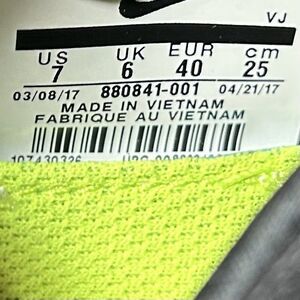 VJ
US UK EUR cm
7 6 40 25
03/08/17 880841-001 04/21/17
MADE IN VIETNAM
FABRIQUE AU VIETNAM
107430326